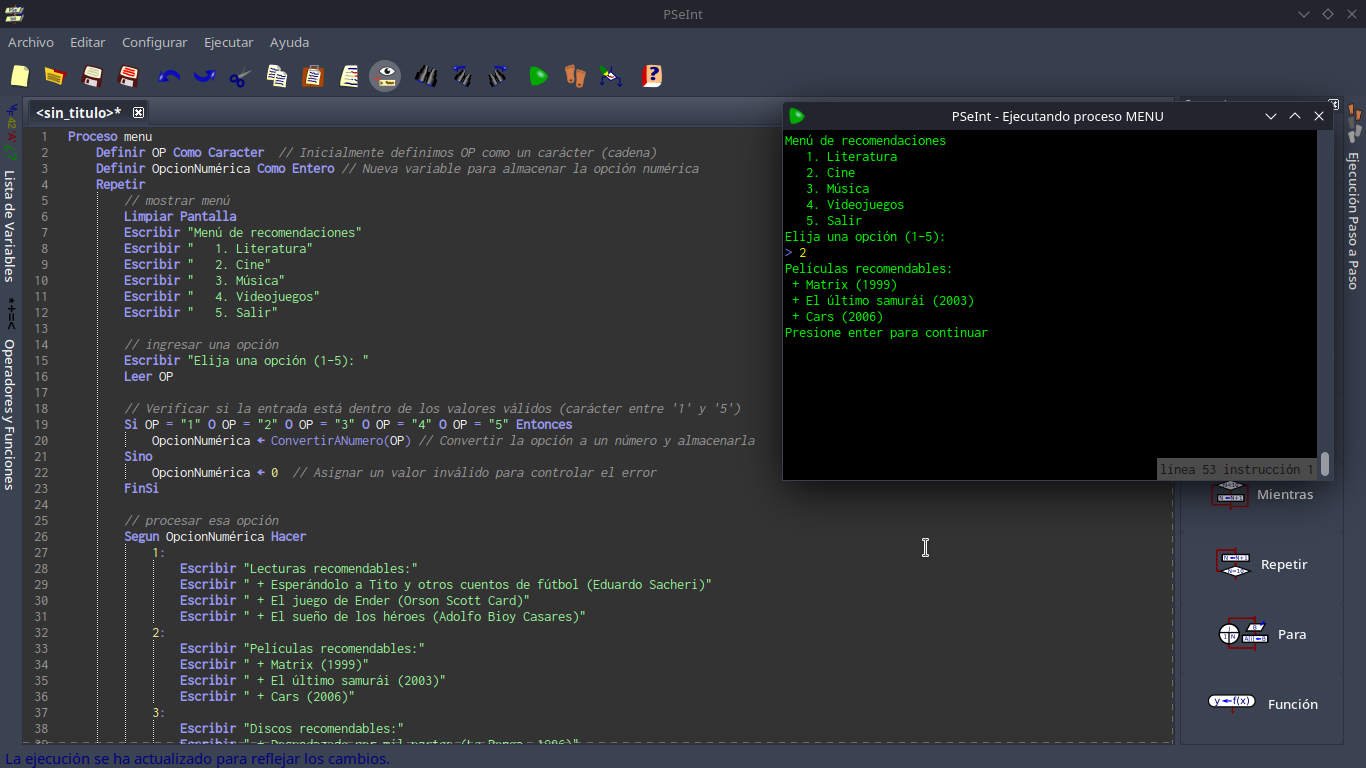 PSeInt
Archivo Editar Configurar Ejecutar Ayuda
<sin_titulo>*
1 Proceso menu
2 Definir OP Como Caracter // Inicialmente definimos OP como un carácter (cadena)
3 Definir OpcionNumérica Como Entero // Nueva variable para almacenar la opción numérica
4 Repetir
5 // mostrar menú
6 Limpiar Pantalla
7 Escribir "Menú de recomendaciones"
8 Escribir "   1. Literatura"
9 Escribir "   2. Cine"
10 Escribir "   3. Música"
11 Escribir "   4. Videojuegos"
12 Escribir "   5. Salir"
13
14 // ingresar una opción
15 Escribir "Elija una opción (1-5): "
16 Leer OP
17
18 // Verificar si la entrada está dentro de los valores válidos (carácter entre '1' y '5')
19 Si OP = "1" O OP = "2" O OP = "3" O OP = "4" O OP = "5" Entonces
20 OpcionNumérica ← ConvertirANumero(OP) // Convertir la opción a un número y almacenarla
21 Sino
22 OpcionNumérica ← 0 // Asignar un valor inválido para controlar el error
23 FinSi
24
25 // procesar esa opción
26 Segun OpcionNumérica Hacer
27 1:
28 Escribir "Lecturas recomendables:"
29 Escribir " + Esperándolo a Tito y otros cuentos de fútbol (Eduardo Sacheri)"
30 Escribir " + El juego de Ender (Orson Scott Card)"
31 Escribir " + El sueño de los héroes (Adolfo Bioy Casares)"
32 2:
33 Escribir "Películas recomendables:"
34 Escribir " + Matrix (1999)"
35 Escribir " + El último samurái (2003)"
36 Escribir " + Cars (2006)"
37 3:
38 Escribir "Discos recomendables:"
Lista de Variables
Operadores y Funciones
PSeInt - Ejecutando proceso MENU
Menú de recomendaciones
   1. Literatura
   2. Cine
   3. Música
   4. Videojuegos
   5. Salir
Elija una opción (1-5):
> 2
Películas recomendables:
 + Matrix (1999)
 + El último samurái (2003)
 + Cars (2006)
Presione enter para continuar
línea 53 instrucción 1
Ejecución Paso a Paso
Mientras
Repetir
Para
y←f(x) Función
La ejecución se ha actualizado para reflejar los cambios.